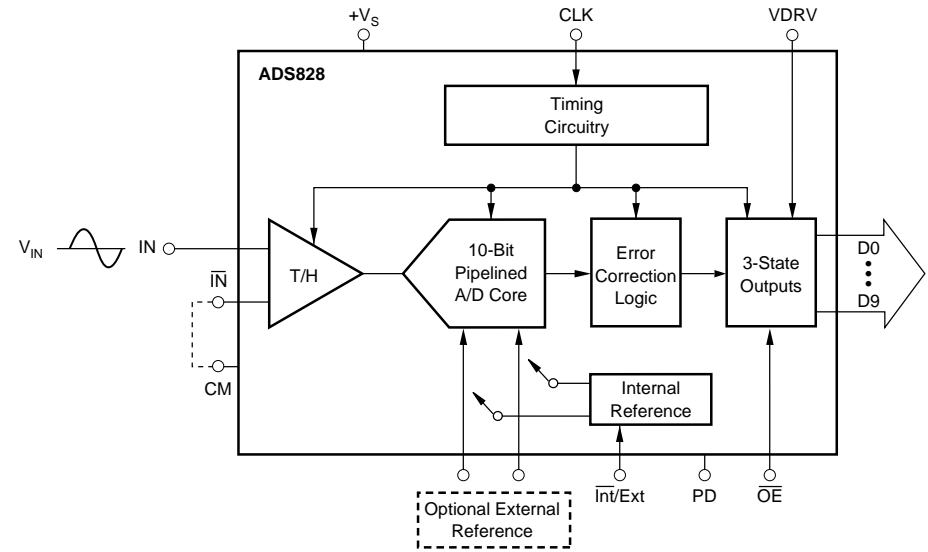 +VS
CLK
VDRV
ADS828
Timing
Circuitry
VIN
IN
IN
CM
T/H
10-Bit
Pipelined
A/D Core
Error
Correction
Logic
3-State
Outputs
D0
D9
Internal
Reference
Int/Ext
PD
OE
Optional External
Reference